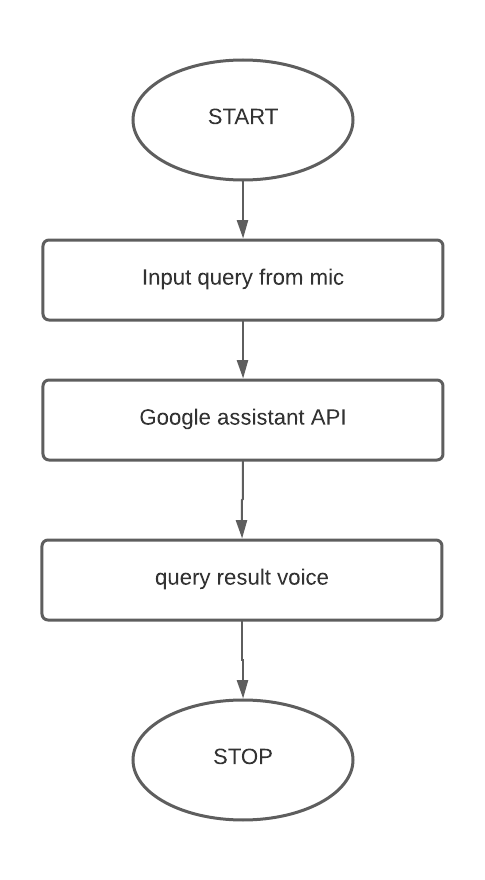 START
Input query from mic
Google assistant API
query result voice
STOP